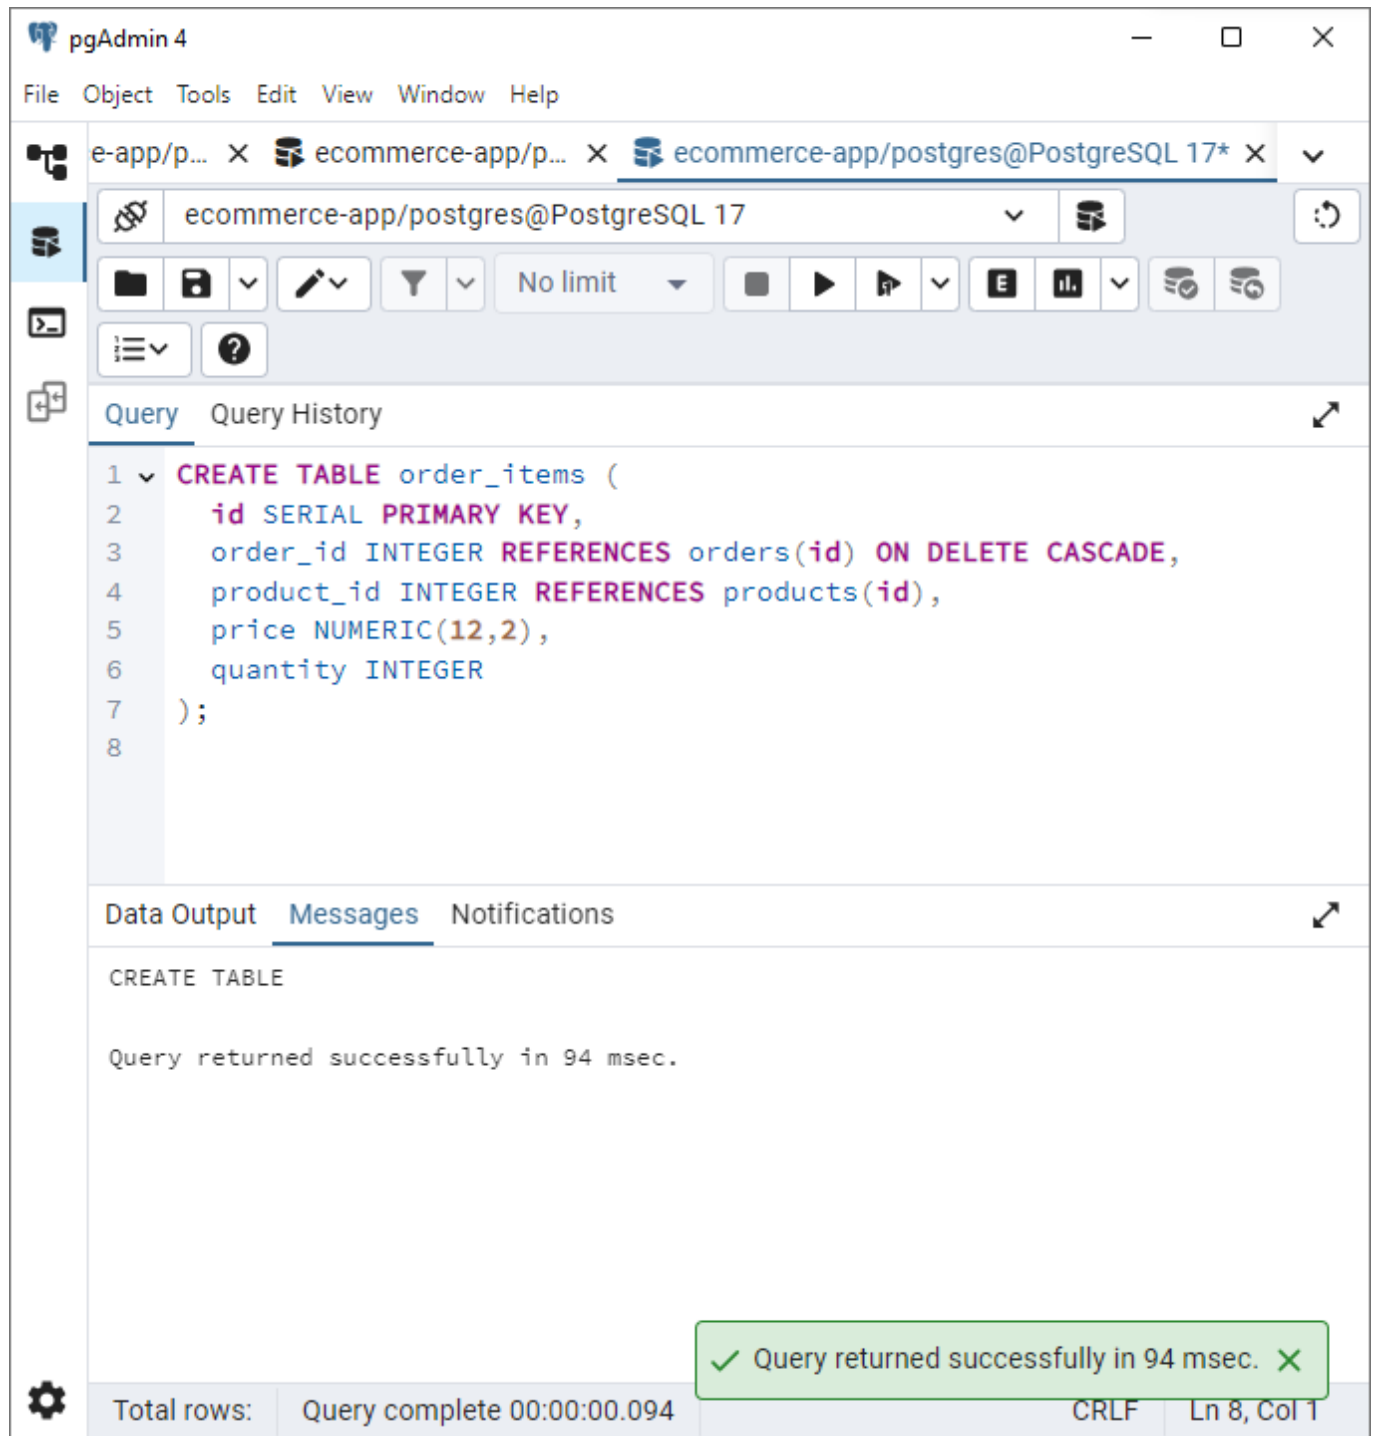 pgAdmin 4
File Object Tools Edit View Window Help
e-app/p... ecommerce-app/p... ecommerce-app/postgres@PostgreSQL 17*
ecommerce-app/postgres@PostgreSQL 17
No limit
Query Query History
1 CREATE TABLE order_items (
2 id SERIAL PRIMARY KEY,
3 order_id INTEGER REFERENCES orders(id) ON DELETE CASCADE,
4 product_id INTEGER REFERENCES products(id),
5 price NUMERIC(12,2),
6 quantity INTEGER
7 );
8
Data Output Messages Notifications
CREATE TABLE
Query returned successfully in 94 msec.
Query returned successfully in 94 msec.
Total rows: Query complete 00:00:00.094 CRLF Ln 8, Col 1